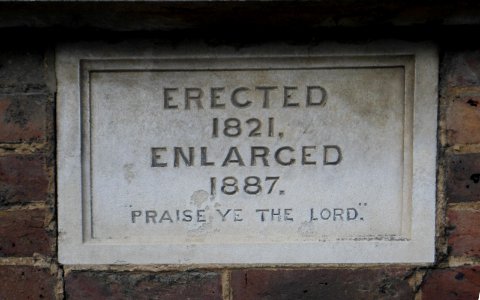 ERECTED
1821,
ENLARGED
1887.
"PRAISE YE THE LORD."